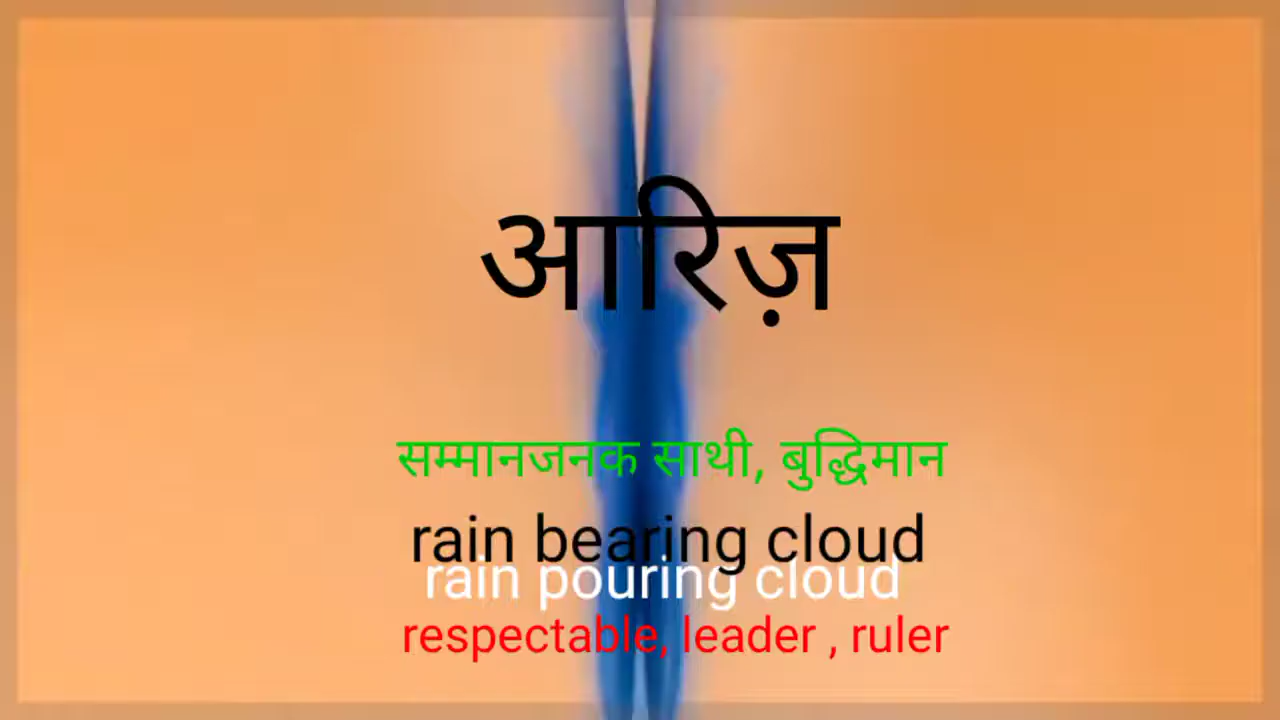 आरिज़
सम्मानजनक साथी, बुद्धिमान
rain bearing cloud
rain pouring cloud
respectable, leader , ruler